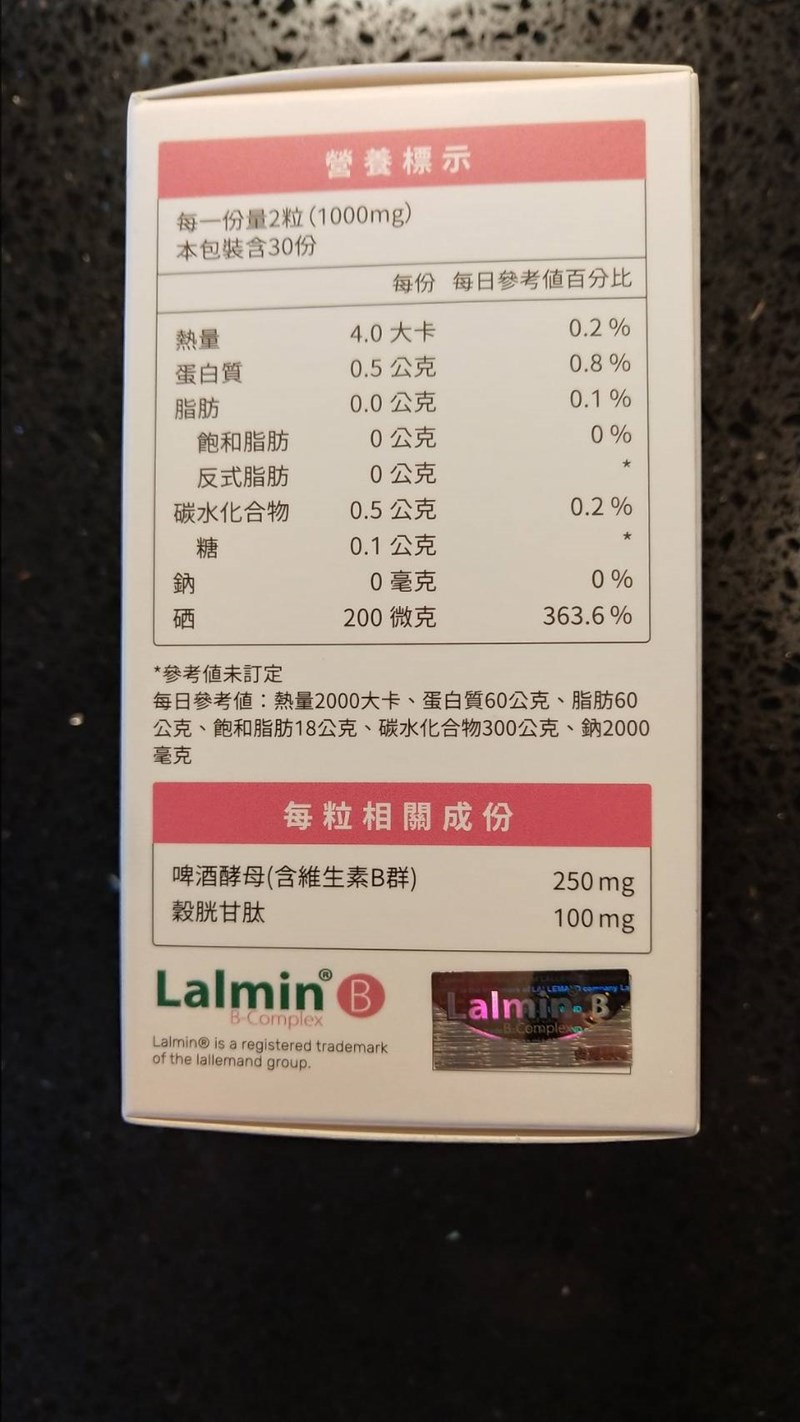 營養標示
每一份量2粒(1000mg)
本包裝含30份
每份 每日參考值百分比
熱量 4.0 大卡 0.2 %
蛋白質 0.5 公克 0.8 %
脂肪 0.0 公克 0.1 %
飽和脂肪 0 公克 0 %
反式脂肪 0 公克 *
碳水化合物 0.5 公克 0.2 %
糖 0.1 公克 *
鈉 0 毫克 0 %
硒 200 微克 363.6 %
*參考值未訂定
每日參考值：熱量2000大卡、蛋白質60公克、脂肪60
公克、飽和脂肪18公克、碳水化合物300公克、鈉2000
毫克
每粒相關成份
啤酒酵母(含維生素B群) 250 mg
穀胱甘肽 100 mg
Lalmin® B
B-Complex
Lalmin® is a registered trademark
of the lallemand group.
Lalmin B
B-Complex